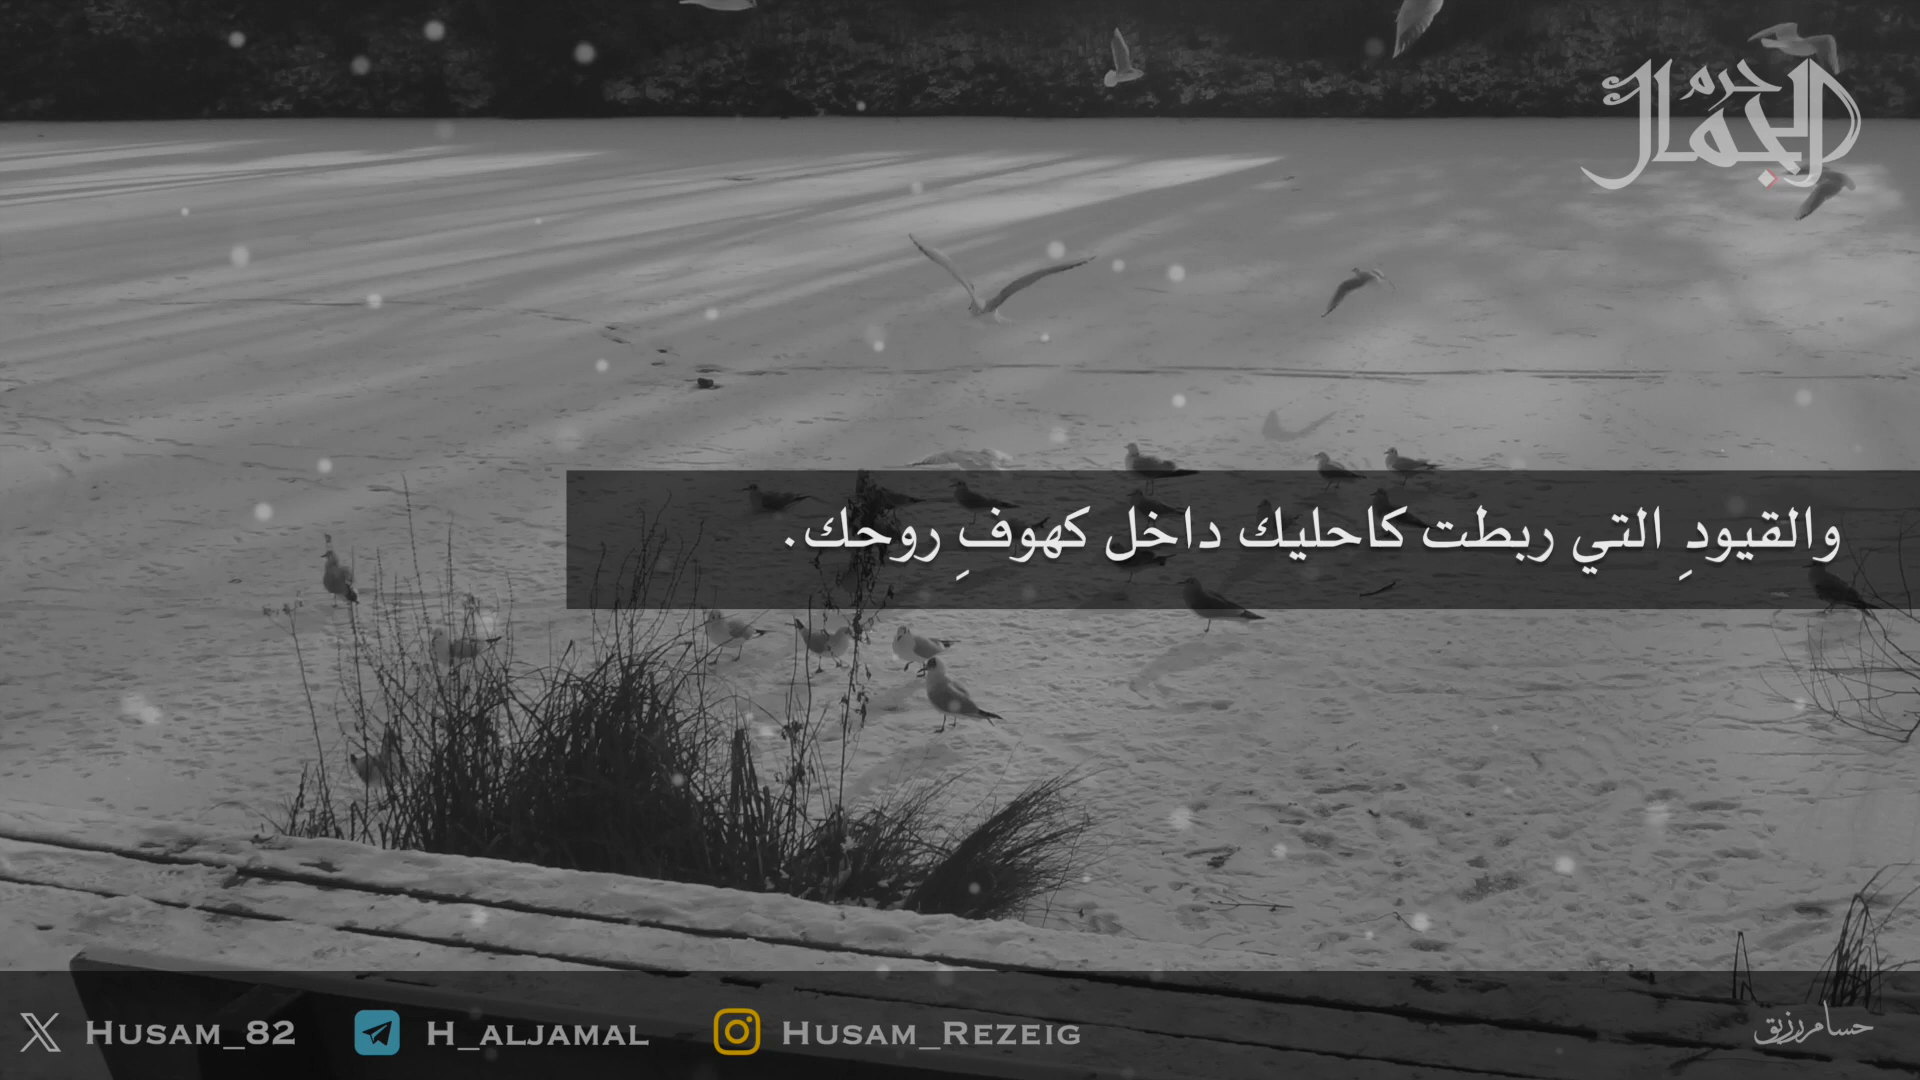 حرم
الجمال
والقيودِ التي ربطت كاحليك داخل كهوفِ روحك.
HUSAM_82
H_ALJAMAL
HUSAM_REZEIG
حسام رزيق